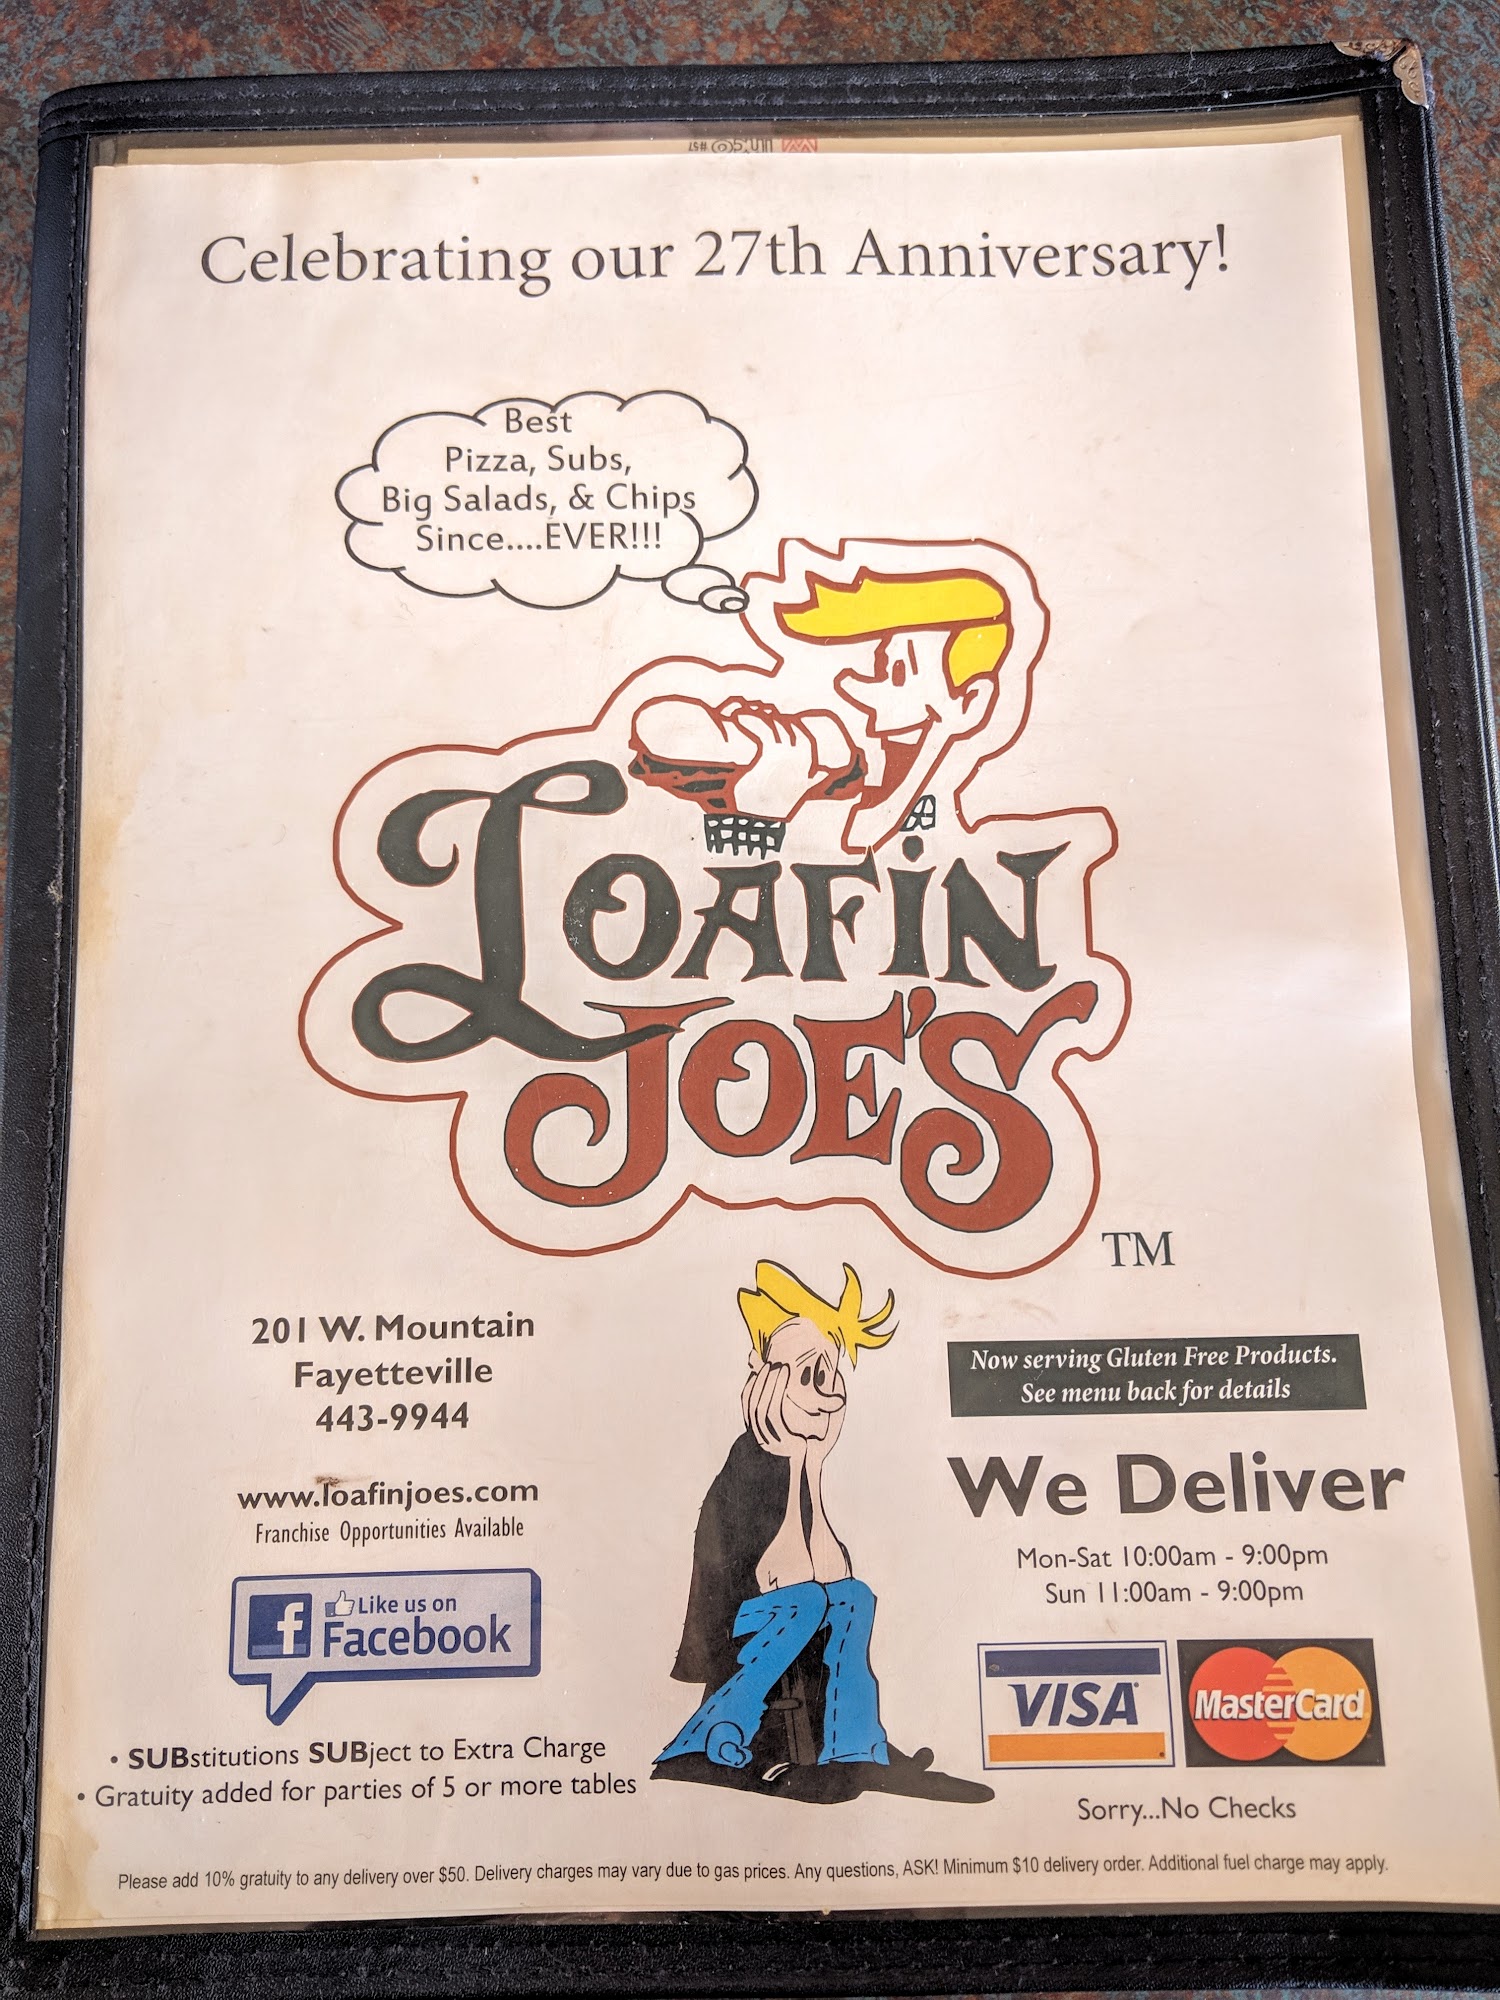 Celebrating our 27th Anniversary!
Best
Pizza, Subs,
Big Salads, & Chips
Since....EVER!!!
LOAFIN
JOE'S
TM
201 W. Mountain
Fayetteville
443-9944
www.loafinjoes.com
Franchise Opportunities Available
f Like us on
Facebook
• SUBstitutions SUBject to Extra Charge
• Gratuity added for parties of 5 or more tables
Now serving Gluten Free Products.
See menu back for details
We Deliver
Mon-Sat 10:00am - 9:00pm
Sun 11:00am - 9:00pm
VISA
MasterCard
Sorry...No Checks
Please add 10% gratuity to any delivery over $50. Delivery charges may vary due to gas prices. Any questions, ASK! Minimum $10 delivery order. Additional fuel charge may apply.